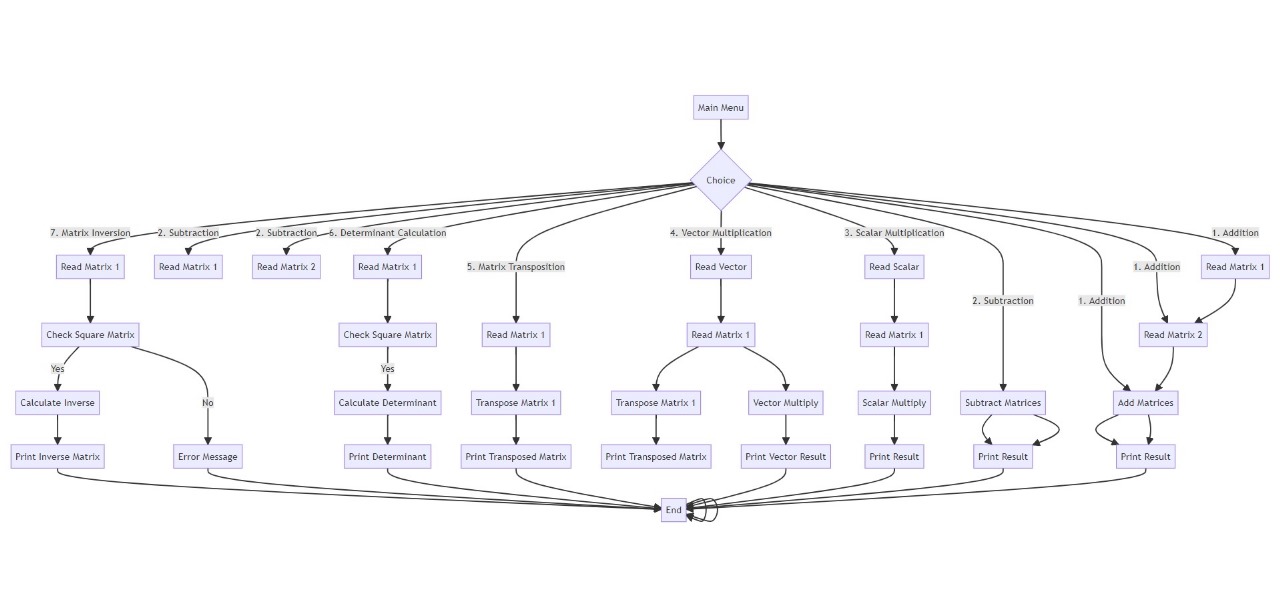 Main Menu
Choice
7. Matrix Inversion
2. Subtraction
2. Subtraction
6. Determinant Calculation
4. Vector Multiplication
3. Scalar Multiplication
1. Addition
Read Matrix 1
Read Matrix 1
Read Matrix 2
Read Matrix 1
5. Matrix Transposition
Read Vector
Read Scalar
1. Addition
Read Matrix 1
2. Subtraction
1. Addition
Check Square Matrix
Check Square Matrix
Read Matrix 1
Read Matrix 1
Read Matrix 1
Read Matrix 2
Yes
Yes
Calculate Inverse
No
Calculate Determinant
Transpose Matrix 1
Transpose Matrix 1
Vector Multiply
Scalar Multiply
Subtract Matrices
Add Matrices
Print Inverse Matrix
Error Message
Print Determinant
Print Transposed Matrix
Print Transposed Matrix
Print Vector Result
Print Result
Print Result
Print Result
End